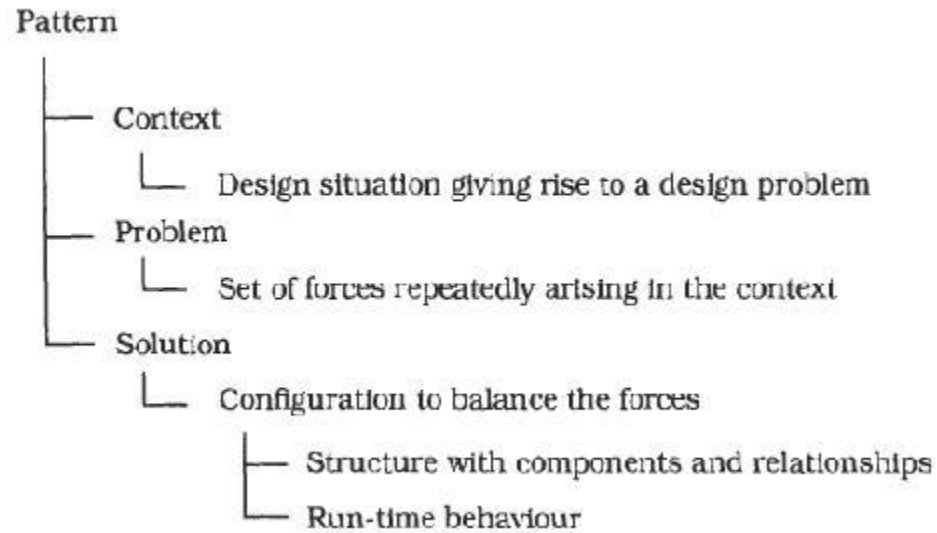 Pattern
Context
Design situation giving rise to a design problem
Problem
Set of forces repeatedly arising in the context
Solution
Configuration to balance the forces
Structure with components and relationships
Run-time behaviour